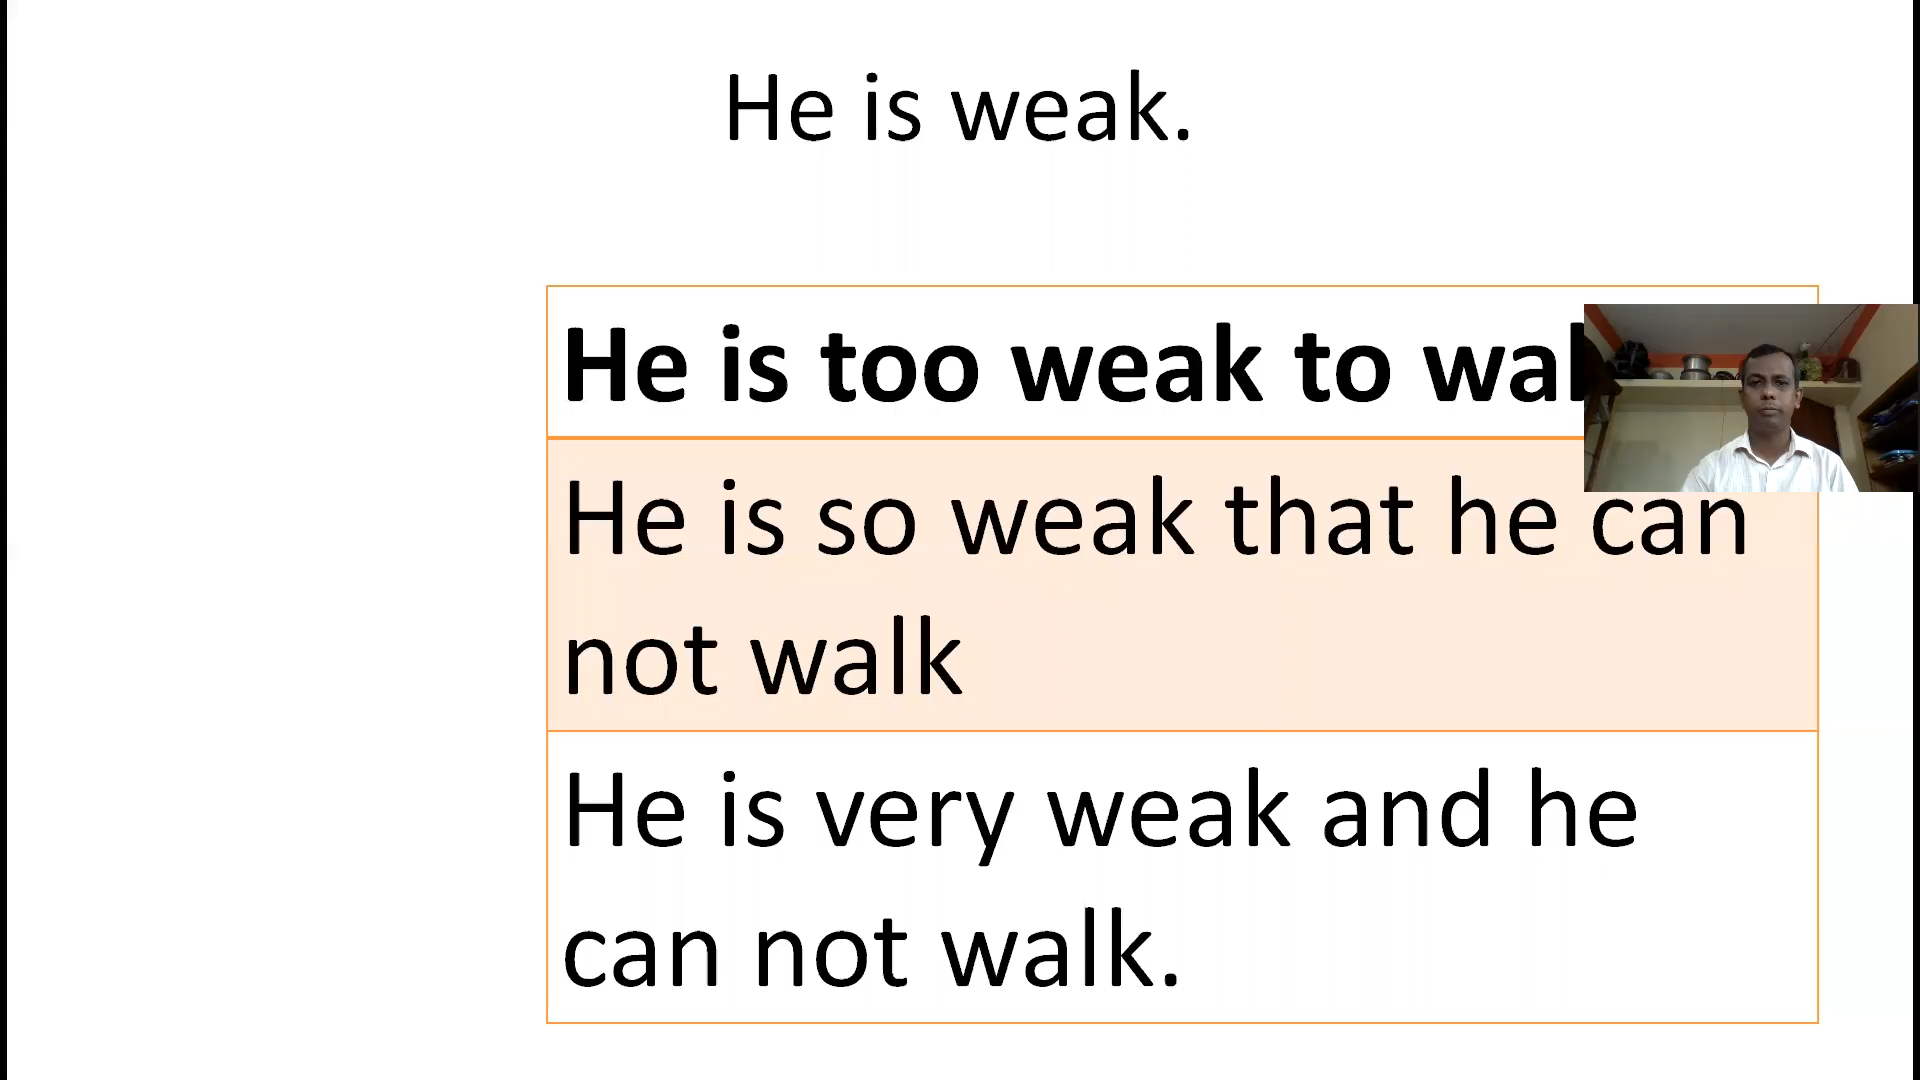 He is weak.
He is too weak to
He is so weak that he can
not walk
He is very weak and he
can not walk.